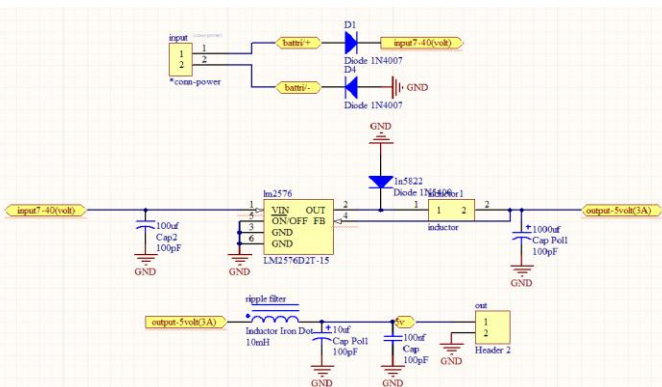 D1
input
battri/+
input7-40(volt)
1
2
1
2
*conn-power
Diode 1N4007
D4
battri/-
GND
Diode 1N4007
GND
In5822
lm2576
input7-40(volt)
1
VIN
OUT
2
1
1
2
2
output-5volt(3A)
5
ON/OFF
FB
4
3
GND
6
GND
inductor
100uf
Cap2
100pF
1000uf
Cap Pol1
100pF
LM2576D2T-15
GND
GND
GND
ripple filter
out
output-5volt(3A)
5v
1
2
Inductor Iron Dot
10mH
10uf
Cap Pol1
100pF
100nf
Cap
100pF
GND
Header 2
GND
GND